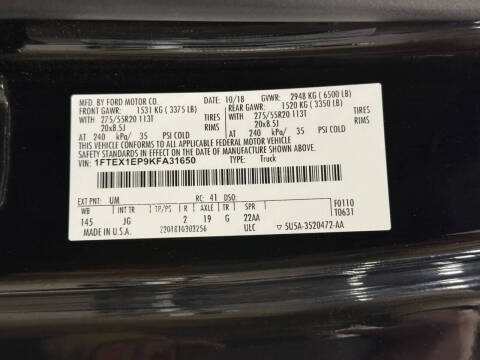 MFD. BY FORD MOTOR CO. DATE: 10/18 GVWR: 2948 KG ( 6500 LB)
FRONT GAWR: 1531 KG ( 3375 LB) REAR GAWR: 1520 KG ( 3350 LB)
WITH 275/55R20 113T TIRES WITH 275/55R20 113T TIRES
20x8.5J RIMS 20x8.5J RIMS
AT 240 kPa/ 35 PSI COLD AT 240 kPa/ 35 PSI COLD
THIS VEHICLE CONFORMS TO ALL APPLICABLE FEDERAL MOTOR VEHICLE
SAFETY STANDARDS IN EFFECT ON THE DATE OF MANUFACTURE SHOWN ABOVE.
VIN: 1FTEX1EP9KFA31650 TYPE: Truck
EXT PNT: UM RC: 41 DSO: F0110
WB INT TR TP/PS R AXLE TR SPR T0631
145 JG 2 19 G 22AA
MADE IN U.S.A. 2201810303256 ULC SU5A-3520472-AA